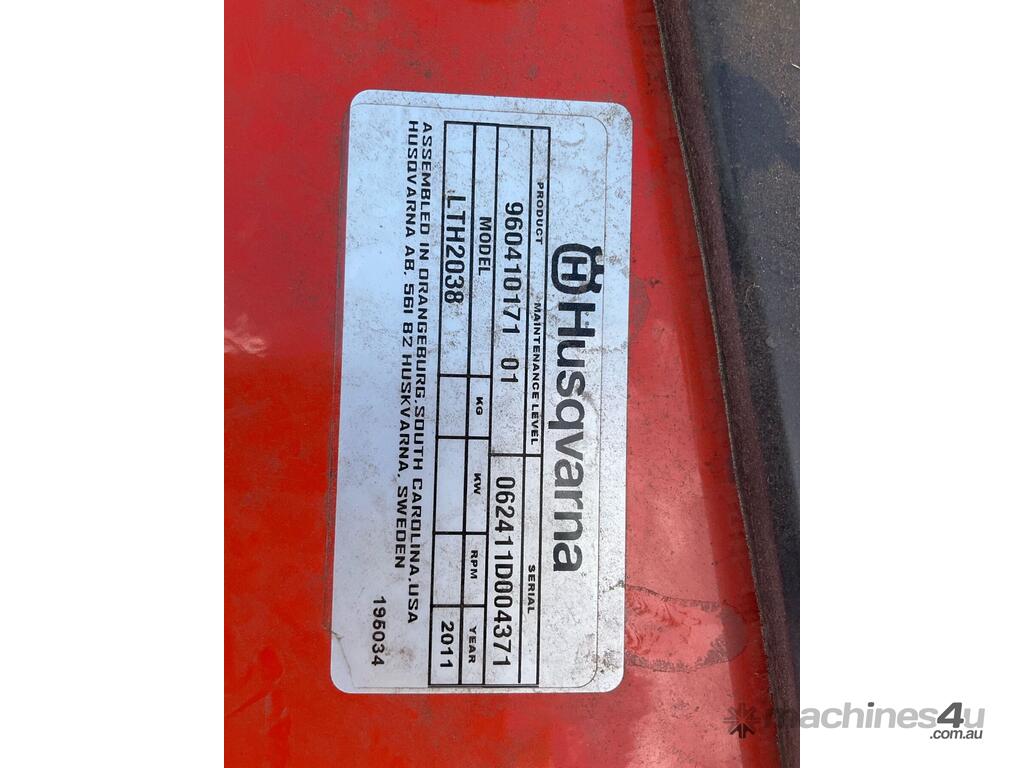 Husqvarna
PRODUCT MAINTENANCE LEVEL SERIAL
960410171 01 062411D004371
MODEL KG KW RPM YEAR
LTH2038 2011
ASSEMBLED IN ORANGEBURG, SOUTH CAROLINA, USA
HUSQVARNA AB, 561 82 HUSKVARNA, SWEDEN
195034
machines4u
.com.au